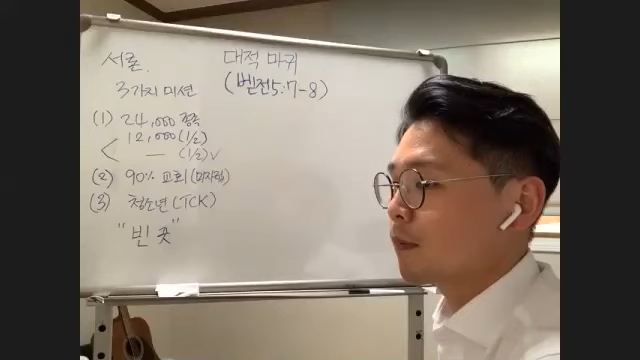 서론.
3가지 미션
(1) 24,000 종족
< 12,000 (1/2)
— (1/2) ✓
(2) 90% 교회 (미자립)
(3) 청소년 (TCK)
"빈 곳"
대적 마귀
(벧전 5:7-8)